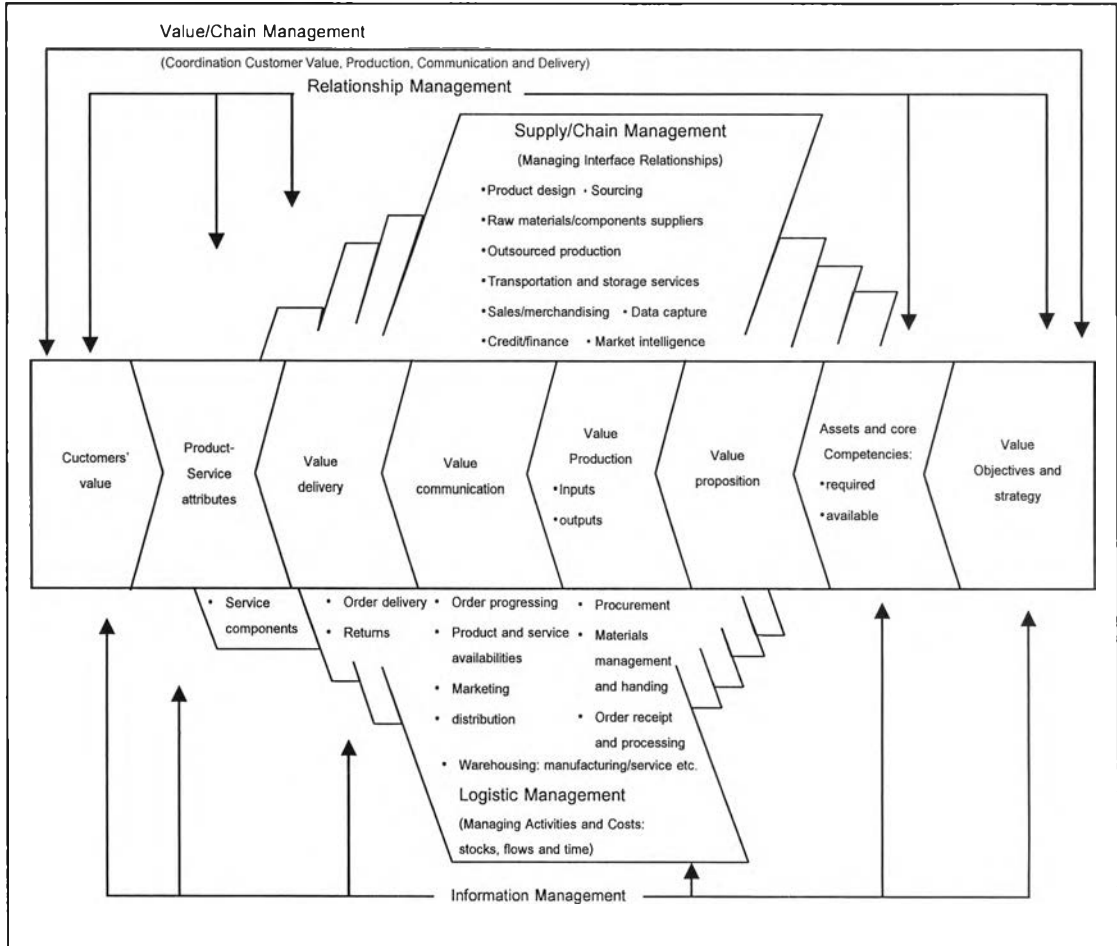 Value/Chain Management
(Coordination Customer Value, Production, Communication and Delivery)
Relationship Management
Supply/Chain Management
(Managing Interface Relationships)
•Product design • Sourcing
•Raw materials/components suppliers
•Outsourced production
•Transportation and storage services
•Sales/merchandising • Data capture
•Credit/finance • Market intelligence
Cuctomers'
value
Product-
Service
attributes
Value
delivery
Value
communication
Value
Production
•Inputs
•outputs
Value
proposition
Assets and core
Competencies:
•required
•available
Value
Objectives and
strategy
• Service
components
• Order delivery
• Returns
• Order progressing
• Product and service
availabilities
• Marketing
• distribution
• Procurement
• Materials
management
and handing
• Order receipt
and processing
• Warehousing: manufacturing/service etc.
Logistic Management
(Managing Activities and Costs:
stocks, flows and time)
Information Management